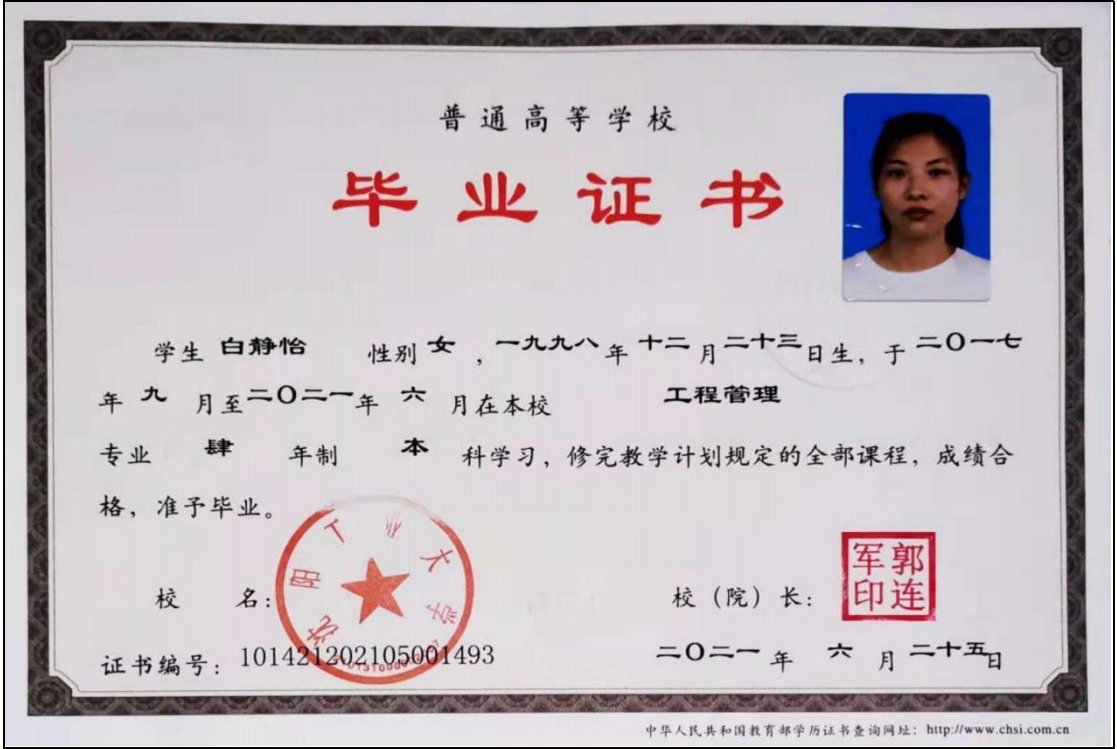 普通高等学校
毕业证书
学生 白静怡 性别 女 ，一九九八 年 十二 月 二十三 日生，于 二〇一七
年 九 月至 二〇二一 年 六 月在本校 工程管理
专业 肆 年制 本 科学习，修完教学计划规定的全部课程，成绩合
格，准予毕业。
沈阳工业大学
校 名： 校（院）长： 郭连军印
证书编号：101421202105001493 二〇二一 年 六 月 二十五日
中华人民共和国教育部学历证书查询网址：http://www.chsi.com.cn